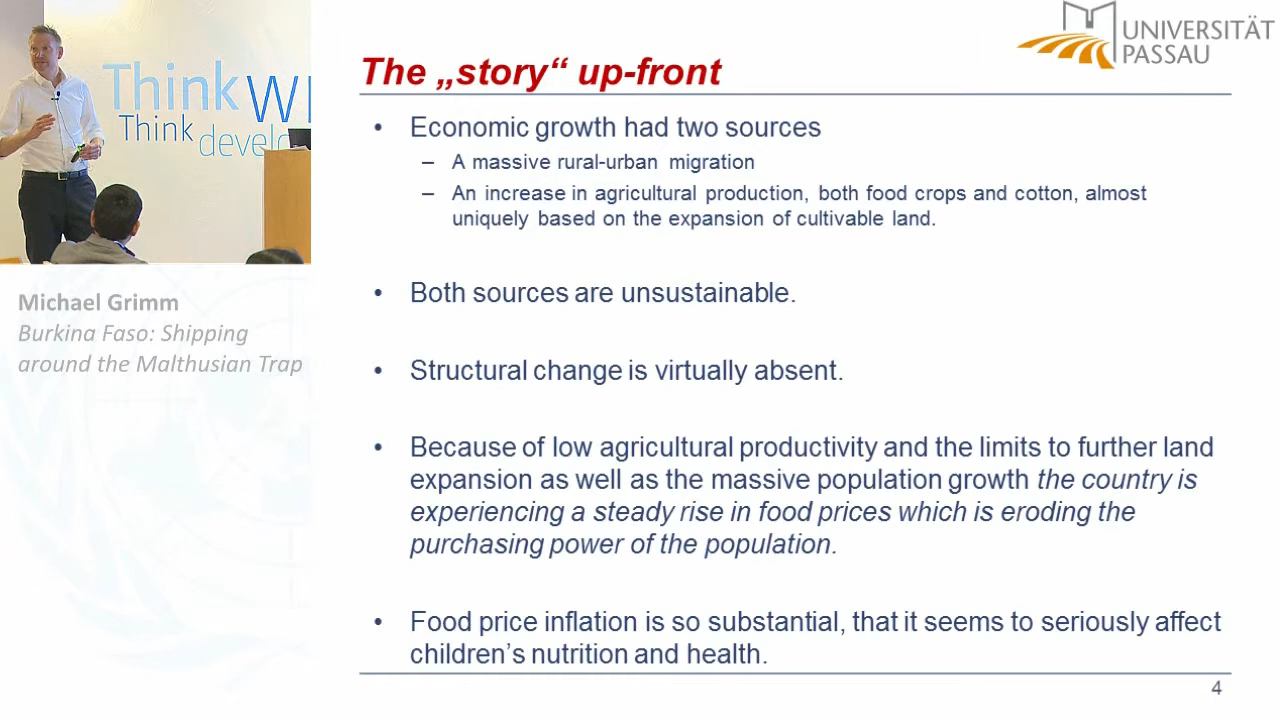 UNIVERSITÄT
PASSAU
The „story“ up-front
Think
Think
• Economic growth had two sources
– A massive rural-urban migration
– An increase in agricultural production, both food crops and cotton, almost
uniquely based on the expansion of cultivable land.
• Both sources are unsustainable.
• Structural change is virtually absent.
• Because of low agricultural productivity and the limits to further land
expansion as well as the massive population growth the country is
experiencing a steady rise in food prices which is eroding the
purchasing power of the population.
• Food price inflation is so substantial, that it seems to seriously affect
children’s nutrition and health.
4
Michael Grimm
Burkina Faso: Shipping
around the Malthusian Trap